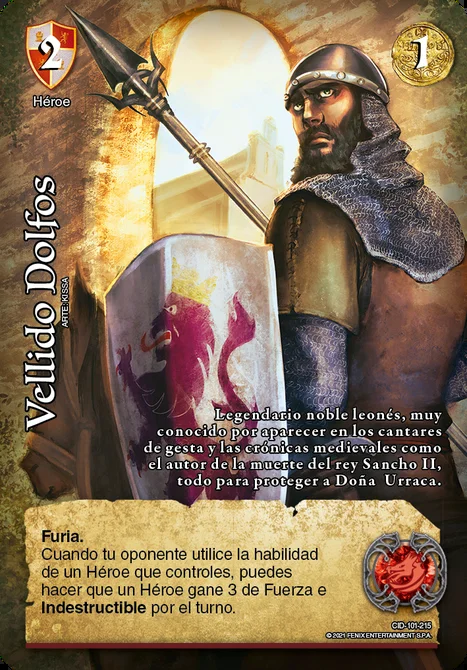 2
1
Héroe
Vellido Dolfos
ARTE: KISSA
Legendario noble leonés, muy
conocido por aparecer en los cantares
de gesta y las crónicas medievales como
el autor de la muerte del rey Sancho II,
todo para proteger a Doña Urraca.
Furia.
Cuando tu oponente utilice la habilidad
de un Héroe que controles, puedes
hacer que un Héroe gane 3 de Fuerza e
Indestructible por el turno.
CID-101-215
© 2021 FENIX ENTERTAINMENT S.P.A.